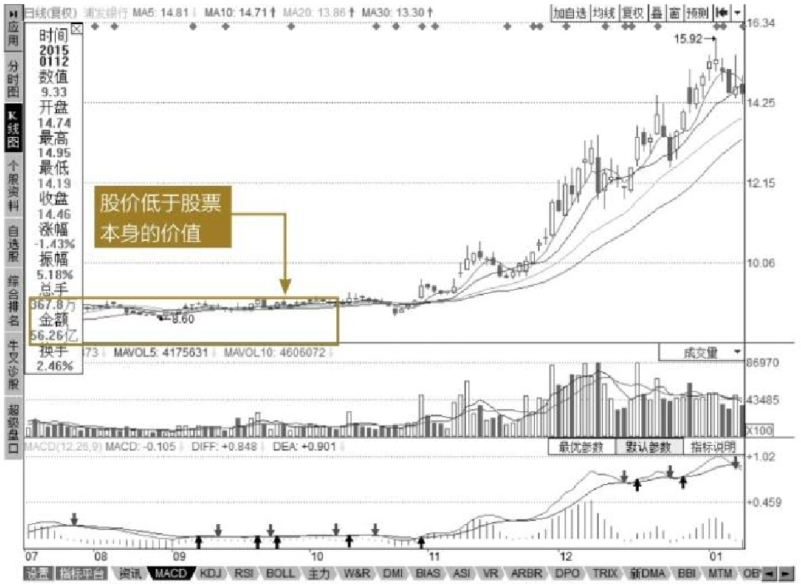 日线(复权) 浦发银行 MA5: 14.81↓ MA10: 14.71↑ MA20: 13.86↑ MA30: 13.30↑
加自选 均线 复权 叠 窗 预测
应用
分时图
K线图
个股资料
自选股
综合排名
牛叉诊股
超级盘口
时间
2015
0112
数值
9.33
开盘
14.74
最高
14.95
最低
14.19
收盘
14.46
涨幅
-1.43%
振幅
5.18%
总手
367.8万
金额
56.26亿
换手
2.46%
股价低于股票
本身的价值
15.92
8.60
16.34
14.25
12.15
10.06
MAVOL5: 4175631↓ MAVOL10: 4606072↓
成交量
86970
43485
X100
MACD(12,26,9) MACD: -0.105↓ DIFF: +0.848↓ DEA: +0.901↓
最优参数 默认参数 指标说明
+1.02
+0.459
07 08 09 10 11 12 01
设置 指标平台 资讯 MACD KDJ RSI BOLL 主力 W&R DMI BIAS ASI VR ARBR DPO TRIX 新DMA BBI MTM OB